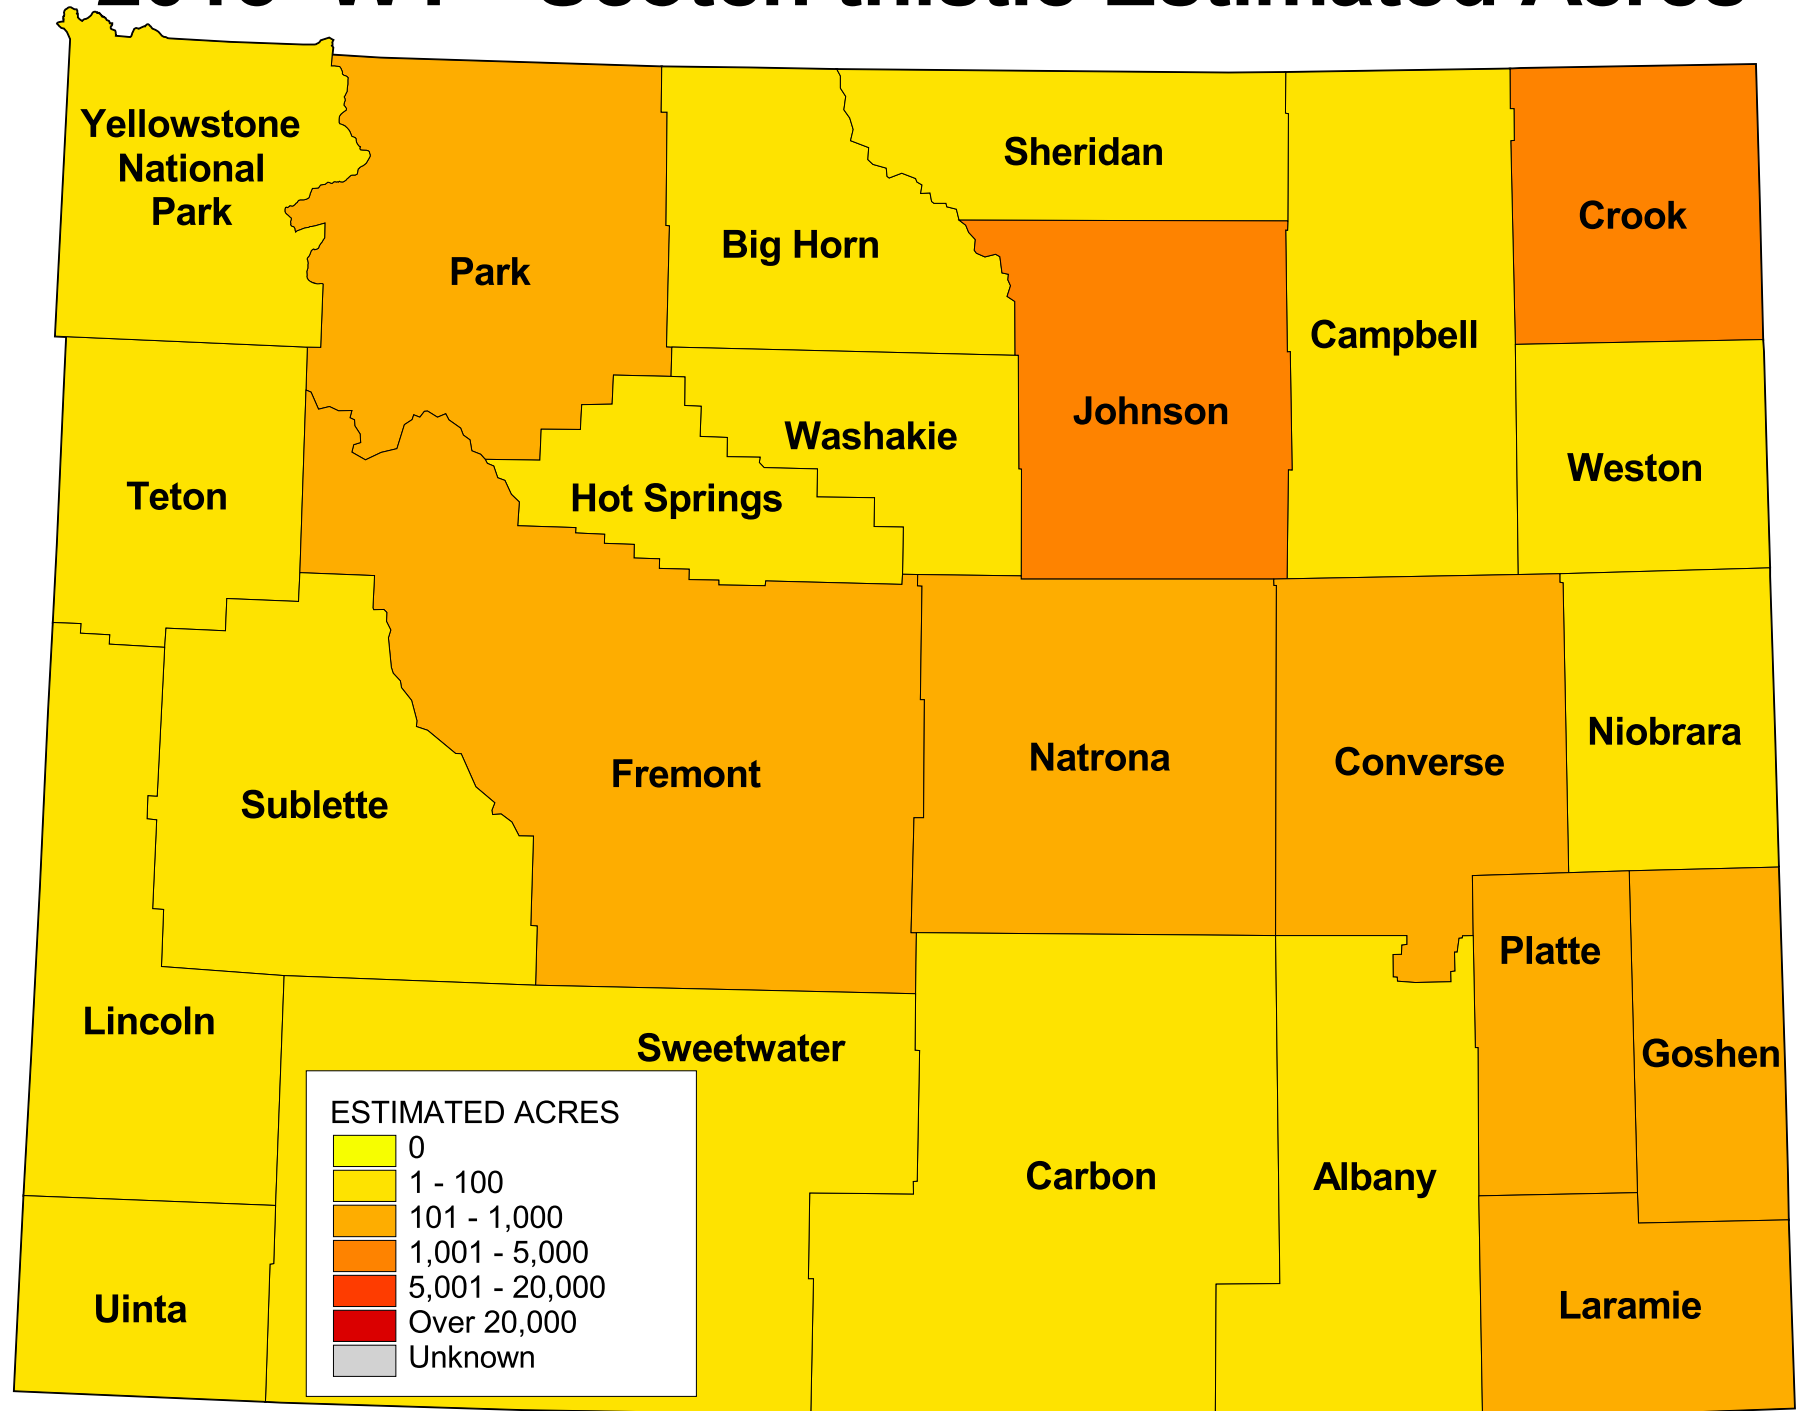 Estimated Acres
Yellowstone
National
Park
Sheridan
Crook
Big Horn
Park
Campbell
Johnson
Washakie
Weston
Teton
Hot Springs
Niobrara
Natrona
Converse
Fremont
Sublette
Platte
Lincoln
Sweetwater
Goshen
ESTIMATED ACRES
0
1 - 100
101 - 1,000
1,001 - 5,000
5,001 - 20,000
Over 20,000
Unknown
Carbon
Albany
Uinta
Laramie